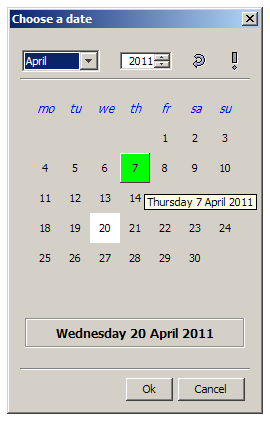 Choose a date
April 2011 !
mo tu we th fr sa su
1 2 3
4 5 6 7 8 9 10
11 12 13 14
Thursday 7 April 2011
18 19 20 21 22 23 24
25 26 27 28 29 30
Wednesday 20 April 2011
Ok Cancel